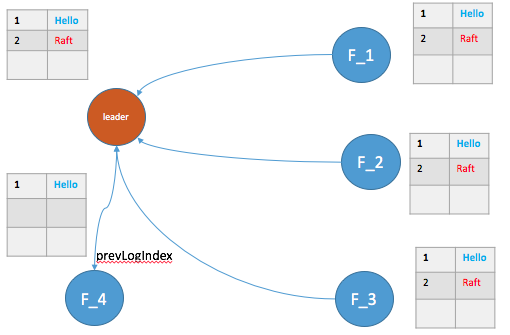 1 Hello
2 Raft
leader
F_1
1 Hello
2 Raft
F_2
1 Hello
2 Raft
1 Hello
prevLogIndex
F_4
F_3
1 Hello
2 Raft